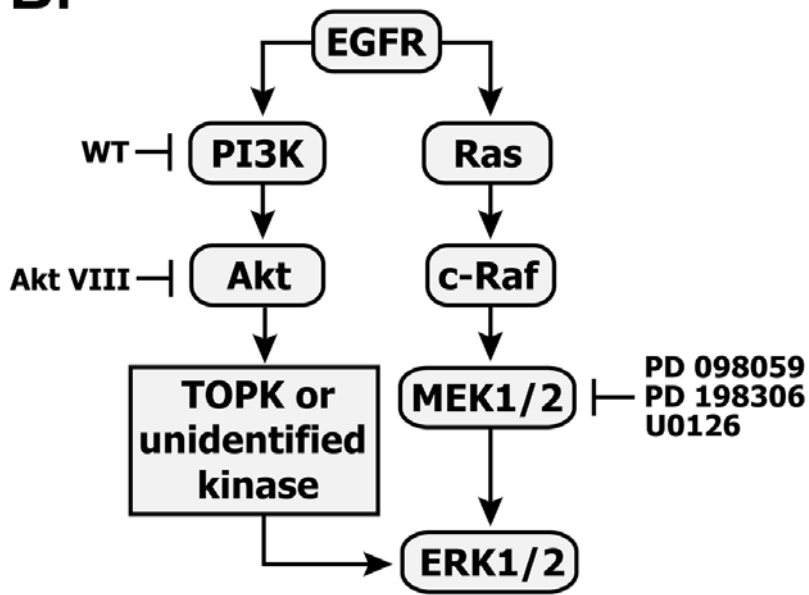 B.
EGFR
WT
PI3K
Ras
Akt VIII
Akt
c-Raf
TOPK or
unidentified
kinase
MEK1/2
PD 098059
PD 198306
U0126
ERK1/2